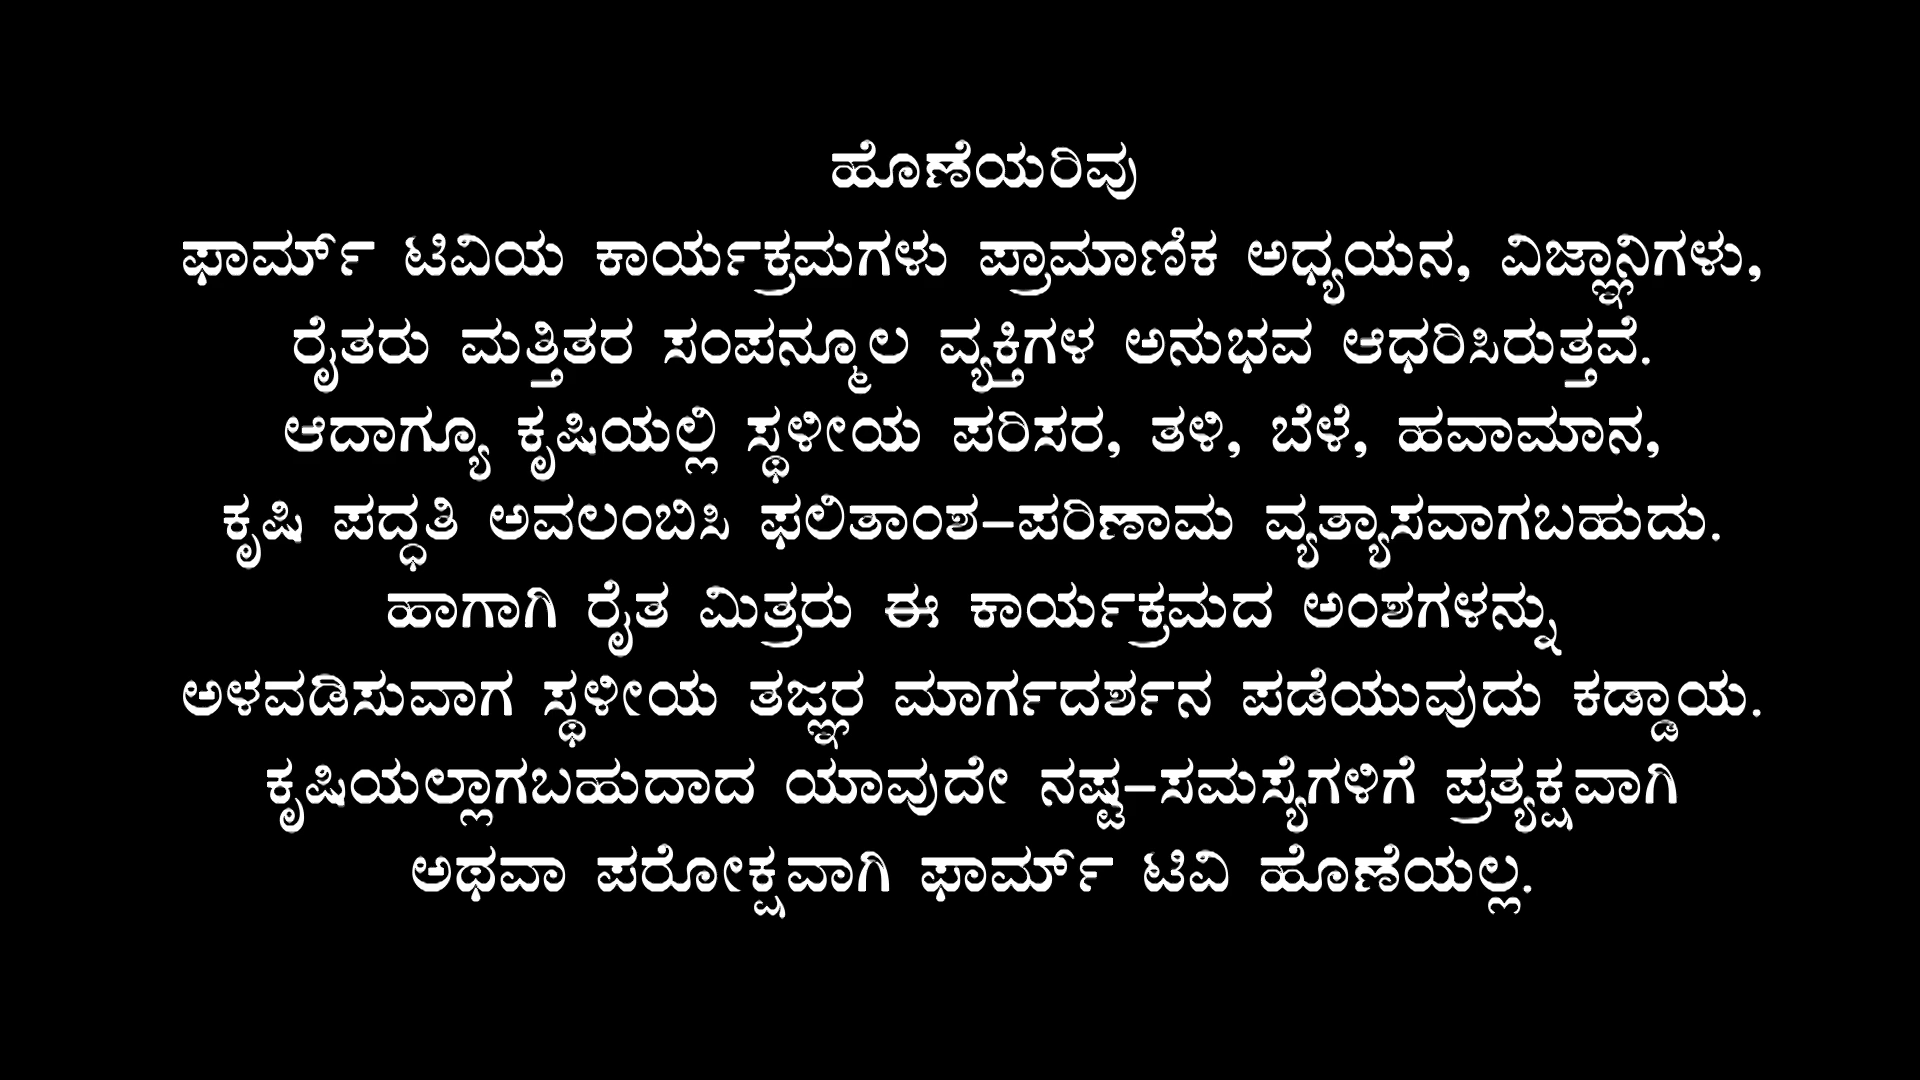 ಹೊಣೆಯರಿವು
ಫಾರ್ಮ್ ಟಿವಿಯ ಕಾರ್ಯಕ್ರಮಗಳು ಪ್ರಾಮಾಣಿಕ ಅಧ್ಯಯನ, ವಿಜ್ಞಾನಿಗಳು,
ರೈತರು ಮತ್ತಿತರ ಸಂಪನ್ಮೂಲ ವ್ಯಕ್ತಿಗಳ ಅನುಭವ ಆಧರಿಸಿರುತ್ತವೆ.
ಆದಾಗ್ಯೂ ಕೃಷಿಯಲ್ಲಿ ಸ್ಥಳೀಯ ಪರಿಸರ, ತಳಿ, ಬೆಳೆ, ಹವಾಮಾನ,
ಕೃಷಿ ಪದ್ಧತಿ ಅವಲಂಬಿಸಿ ಫಲಿತಾಂಶ-ಪರಿಣಾಮ ವ್ಯತ್ಯಾಸವಾಗಬಹುದು.
ಹಾಗಾಗಿ ರೈತ ಮಿತ್ರರು ಈ ಕಾರ್ಯಕ್ರಮದ ಅಂಶಗಳನ್ನು
ಅಳವಡಿಸುವಾಗ ಸ್ಥಳೀಯ ತಜ್ಞರ ಮಾರ್ಗದರ್ಶನ ಪಡೆಯುವುದು ಕಡ್ಡಾಯ.
ಕೃಷಿಯಲ್ಲಾಗಬಹುದಾದ ಯಾವುದೇ ನಷ್ಟ-ಸಮಸ್ಯೆಗಳಿಗೆ ಪ್ರತ್ಯಕ್ಷವಾಗಿ
ಅಥವಾ ಪರೋಕ್ಷವಾಗಿ ಫಾರ್ಮ್ ಟಿವಿ ಹೊಣೆಯಲ್ಲ.